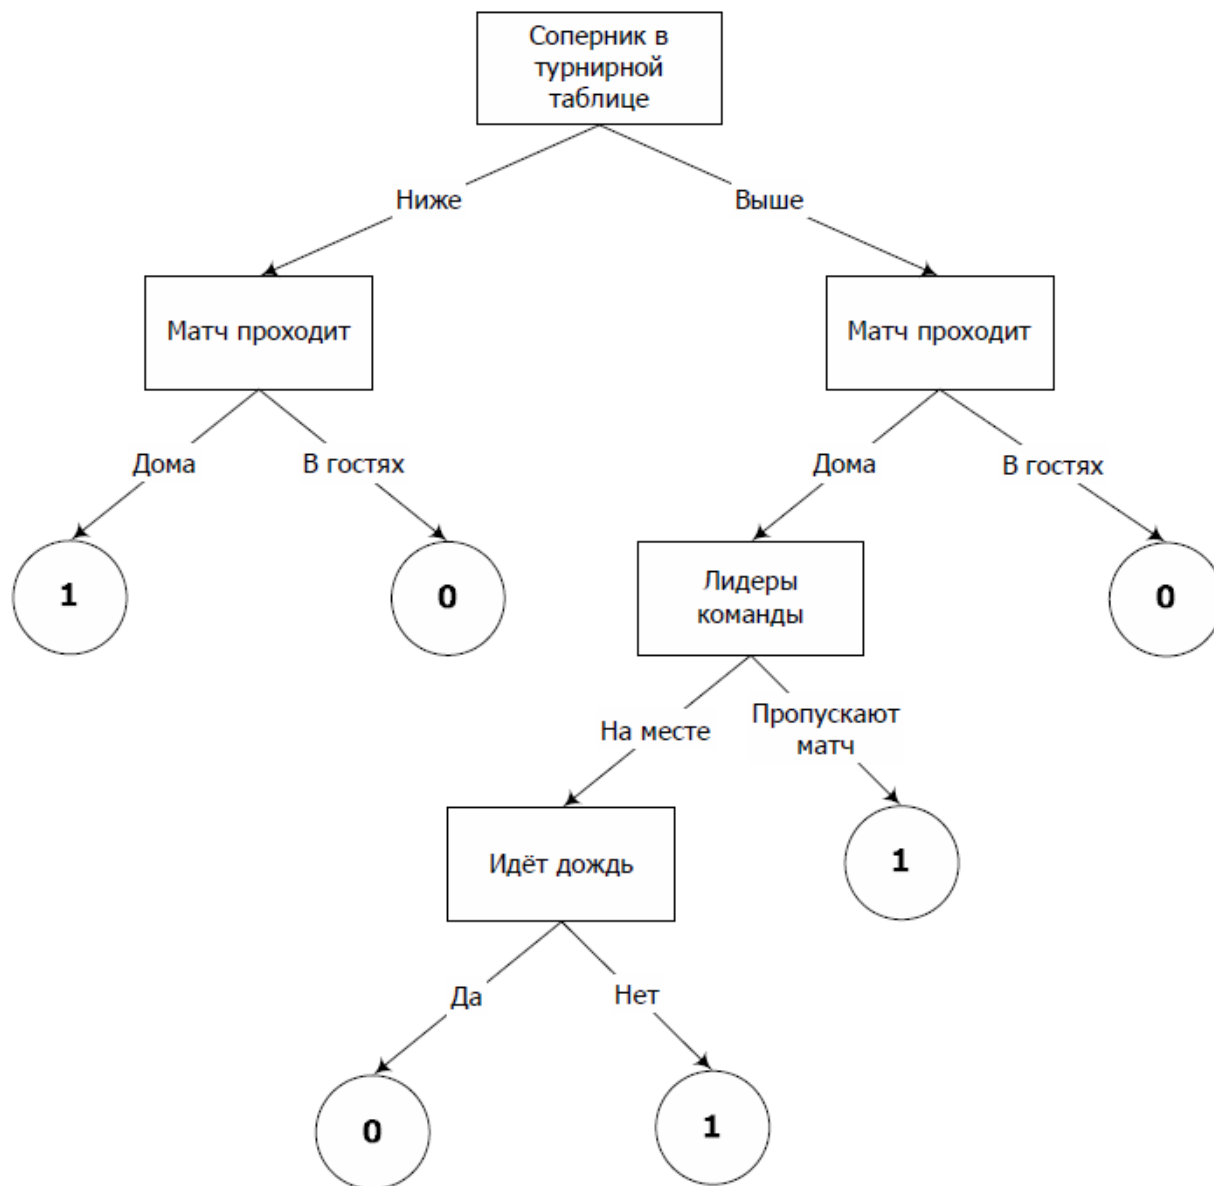 Соперник в
турнирной
таблице
Ниже
Выше
Матч проходит
Матч проходит
Дома
В гостях
Дома
В гостях
1
0
Лидеры
команды
0
На месте
Пропускают
матч
Идёт дождь
1
Да
Нет
0
1